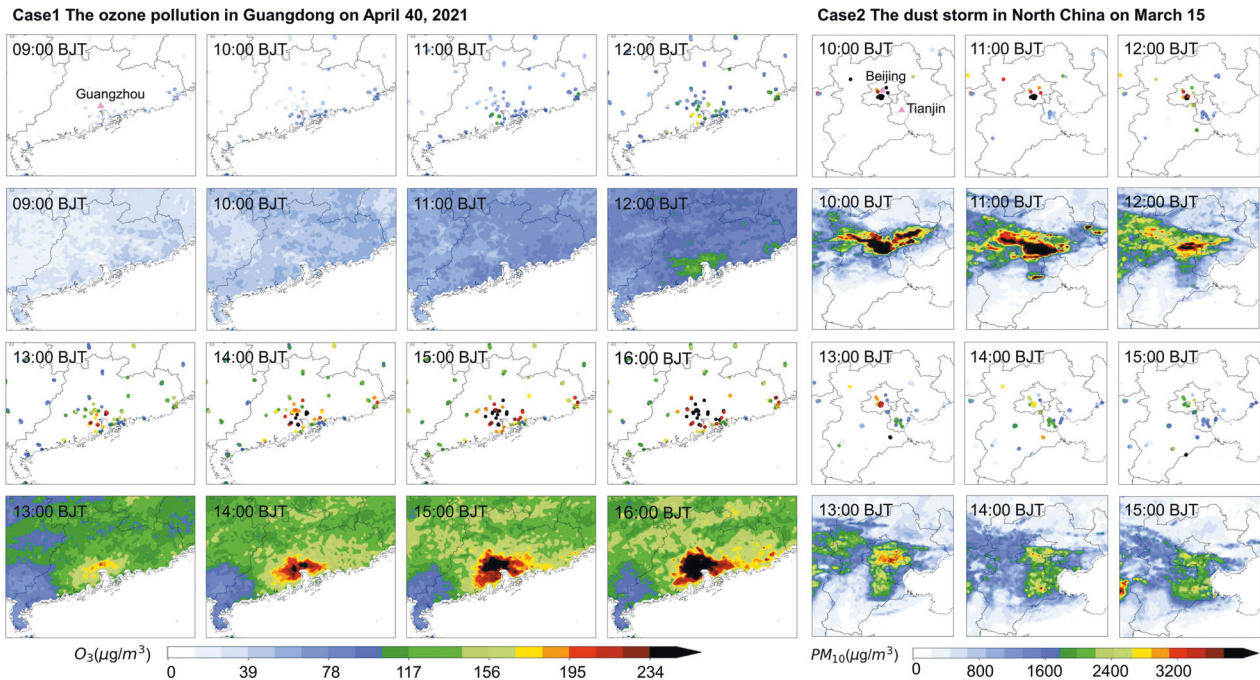 Case1 The ozone pollution in Guangdong on April 40, 2021
Case2 The dust storm in North China on March 15
09:00 BJT
10:00 BJT
11:00 BJT
12:00 BJT
Guangzhou
10:00 BJT
11:00 BJT
12:00 BJT
Beijing
Tianjin
09:00 BJT
10:00 BJT
11:00 BJT
12:00 BJT
10:00 BJT
11:00 BJT
12:00 BJT
13:00 BJT
14:00 BJT
15:00 BJT
16:00 BJT
13:00 BJT
14:00 BJT
15:00 BJT
13:00 BJT
14:00 BJT
15:00 BJT
16:00 BJT
13:00 BJT
14:00 BJT
15:00 BJT
O₃(μg/m³)
0 39 78 117 156 195 234
PM₁₀(μg/m³)
0 800 1600 2400 3200